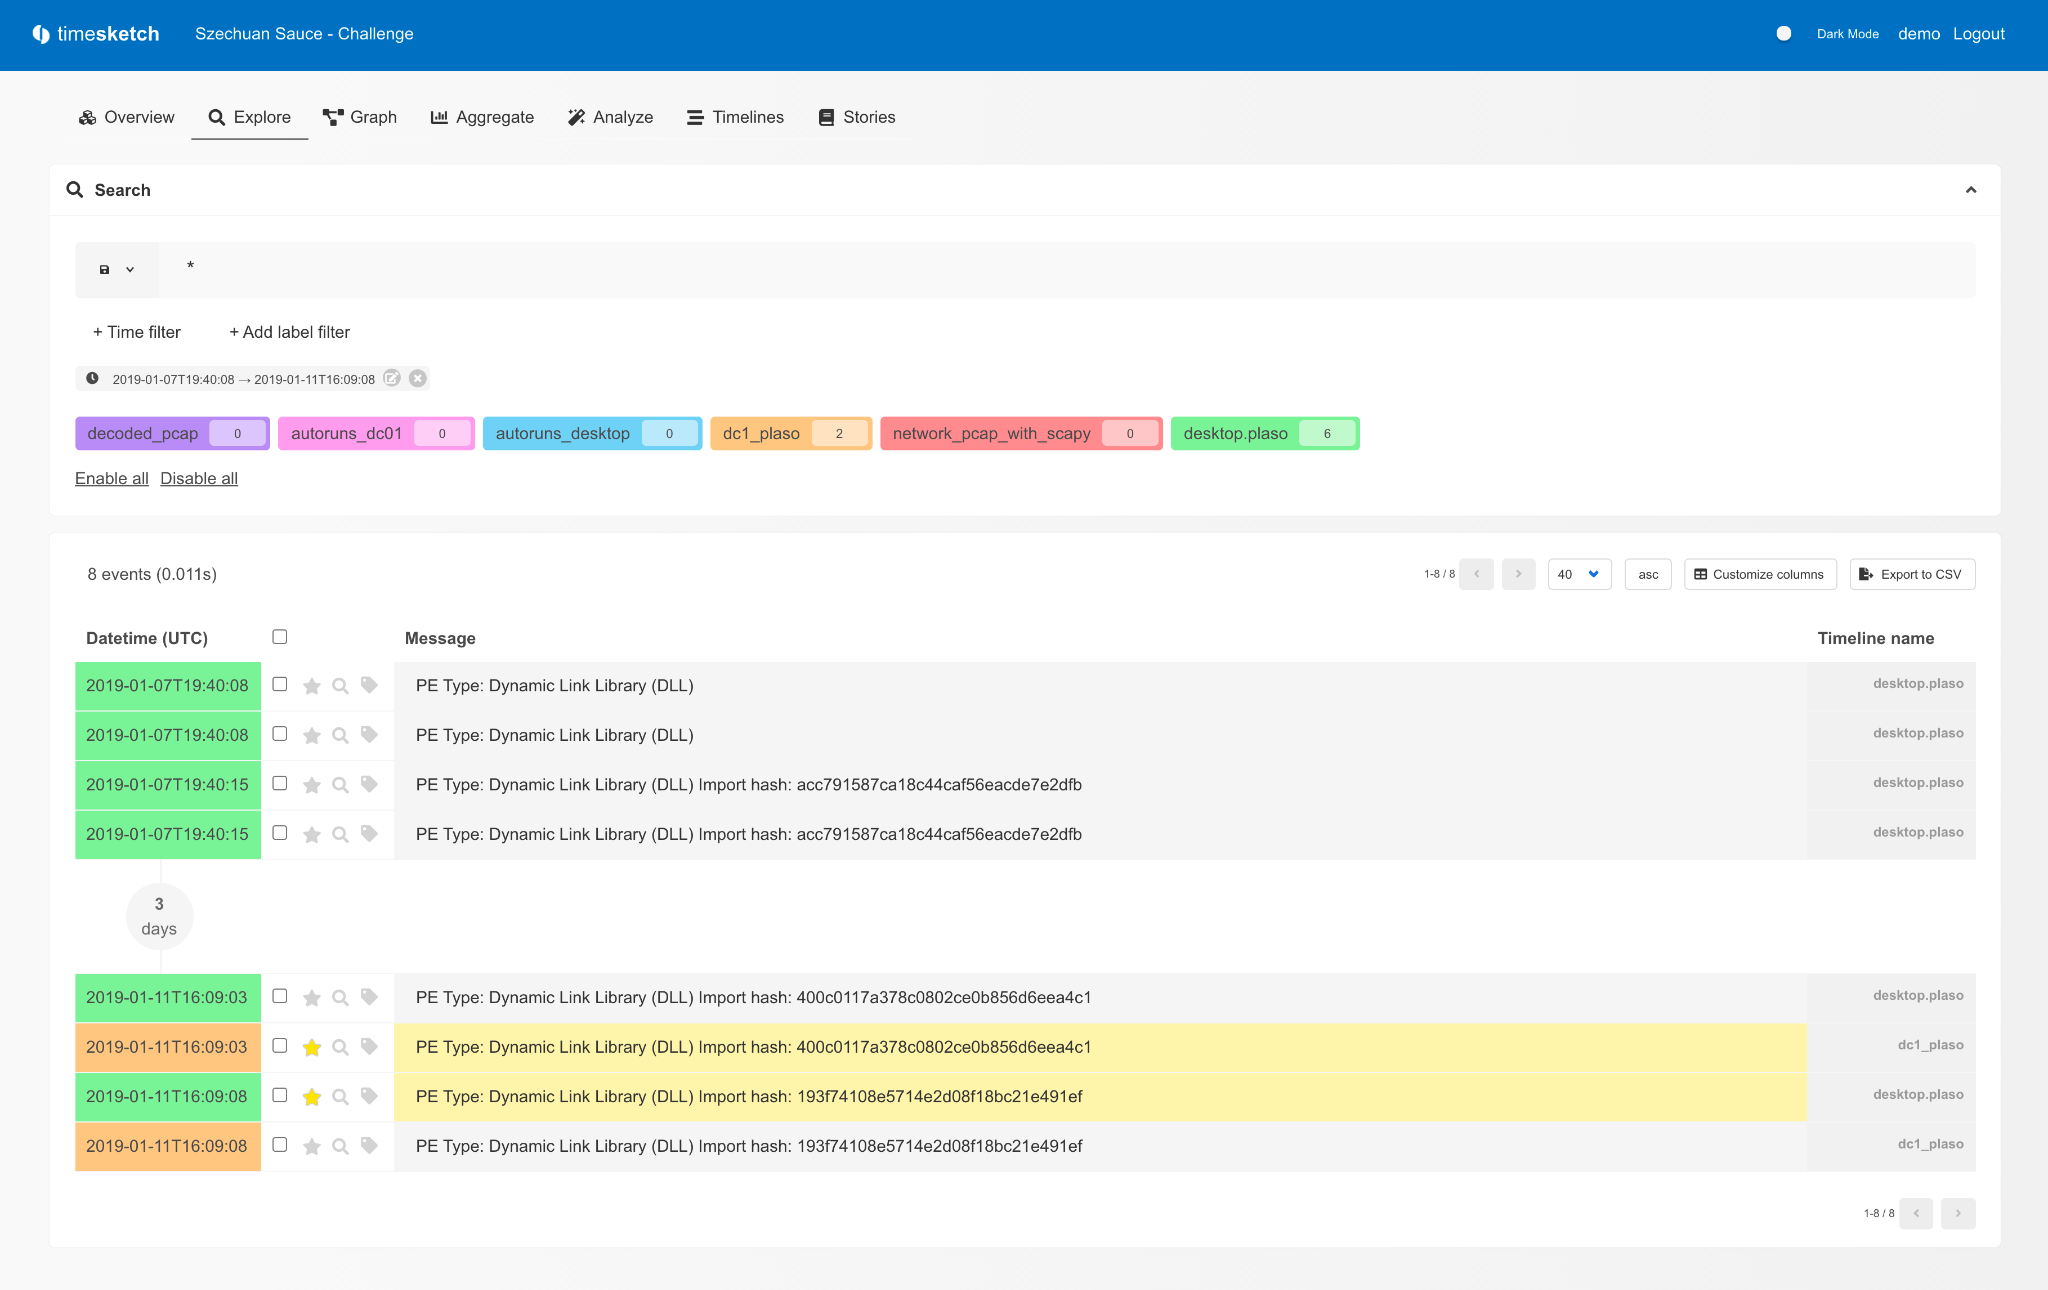 timesketch Szechuan Sauce - Challenge Dark Mode demo Logout
Overview Explore Graph Aggregate Analyze Timelines Stories
Search
*
+ Time filter + Add label filter
2019-01-07T19:40:08 → 2019-01-11T16:09:08
decoded_pcap 0 autoruns_dc01 0 autoruns_desktop 0 dc1_plaso 2 network_pcap_with_scapy 0 desktop.plaso 6
Enable all Disable all
8 events (0.011s) 1-8 / 8 40 asc Customize columns Export to CSV
Datetime (UTC) Message Timeline name
2019-01-07T19:40:08 PE Type: Dynamic Link Library (DLL) desktop.plaso
2019-01-07T19:40:08 PE Type: Dynamic Link Library (DLL) desktop.plaso
2019-01-07T19:40:15 PE Type: Dynamic Link Library (DLL) Import hash: acc791587ca18c44caf56eacde7e2dfb desktop.plaso
2019-01-07T19:40:15 PE Type: Dynamic Link Library (DLL) Import hash: acc791587ca18c44caf56eacde7e2dfb desktop.plaso
3
days
2019-01-11T16:09:03 PE Type: Dynamic Link Library (DLL) Import hash: 400c0117a378c0802ce0b856d6eea4c1 desktop.plaso
2019-01-11T16:09:03 PE Type: Dynamic Link Library (DLL) Import hash: 400c0117a378c0802ce0b856d6eea4c1 dc1_plaso
2019-01-11T16:09:08 PE Type: Dynamic Link Library (DLL) Import hash: 193f74108e5714e2d08f18bc21e491ef desktop.plaso
2019-01-11T16:09:08 PE Type: Dynamic Link Library (DLL) Import hash: 193f74108e5714e2d08f18bc21e491ef dc1_plaso
1-8 / 8